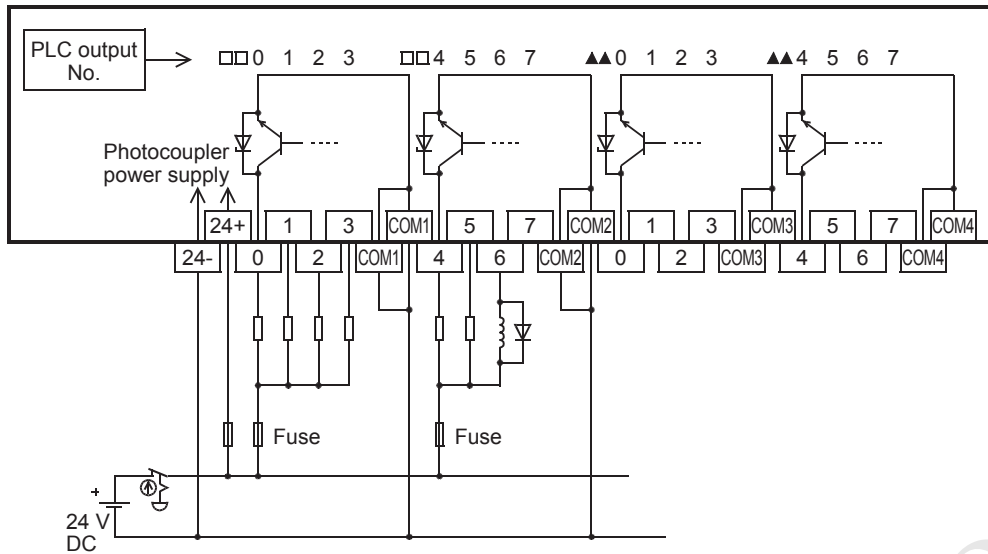 PLC output
No.
□□0 1 2 3 □□4 5 6 7 ▲▲0 1 2 3 ▲▲4 5 6 7
Photocoupler
power supply
24+ 1 3 COM1 5 7 COM2 1 3 COM3 5 7 COM4
24- 0 2 COM1 4 6 COM2 0 2 COM3 4 6 COM4
Fuse Fuse
+
24 V
DC